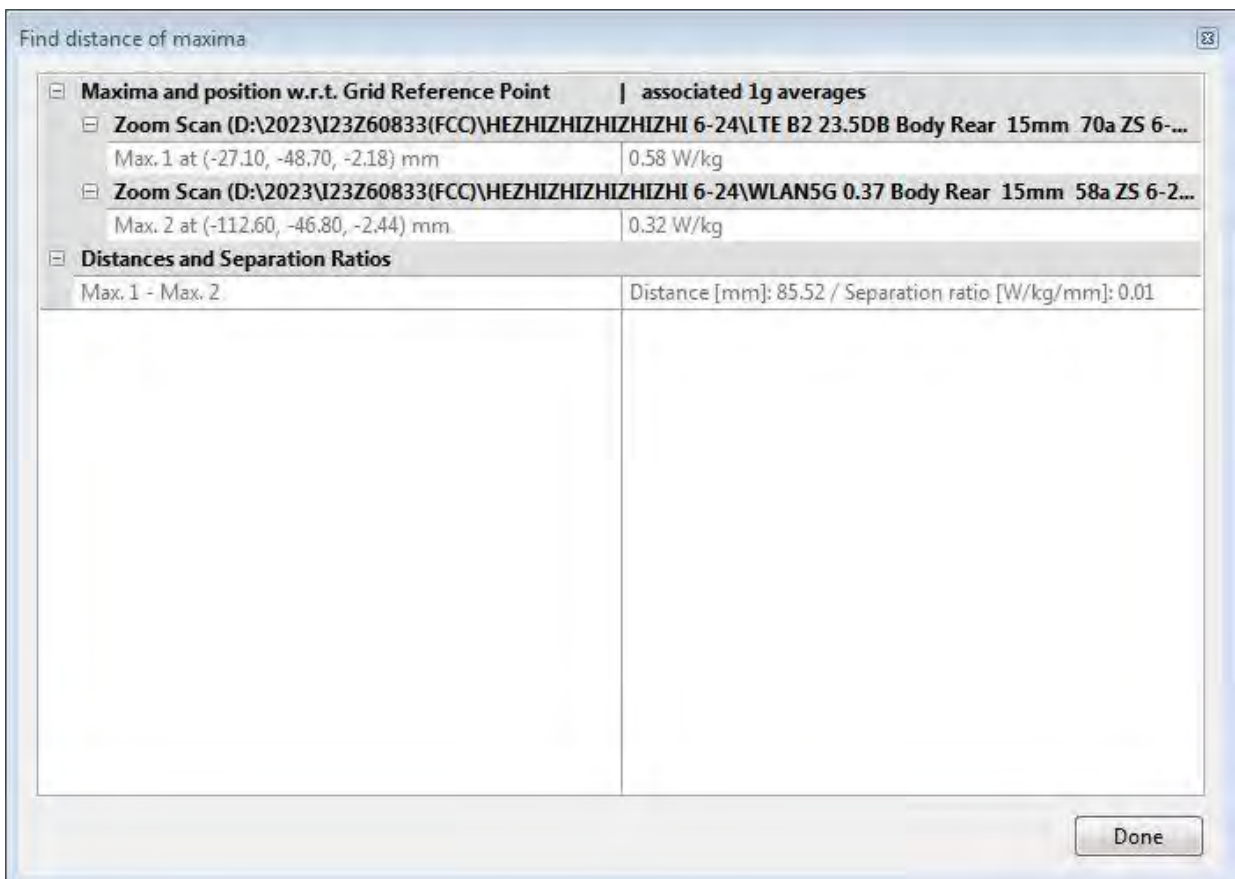 Find distance of maxima
Maxima and position w.r.t. Grid Reference Point | associated 1g averages
Zoom Scan (D:\2023\I23Z60833(FCC)\HEZHIZHIZHIZHIZHI 6-24\LTE B2 23.5DB Body Rear 15mm 70a ZS 6-...
Max. 1 at (-27.10, -48.70, -2.18) mm 0.58 W/kg
Zoom Scan (D:\2023\I23Z60833(FCC)\HEZHIZHIZHIZHIZHI 6-24\WLAN5G 0.37 Body Rear 15mm 58a ZS 6-2...
Max. 2 at (-112.60, -46.80, -2.44) mm 0.32 W/kg
Distances and Separation Ratios
Max. 1 - Max. 2 Distance [mm]: 85.52 / Separation ratio [W/kg/mm]: 0.01
Done